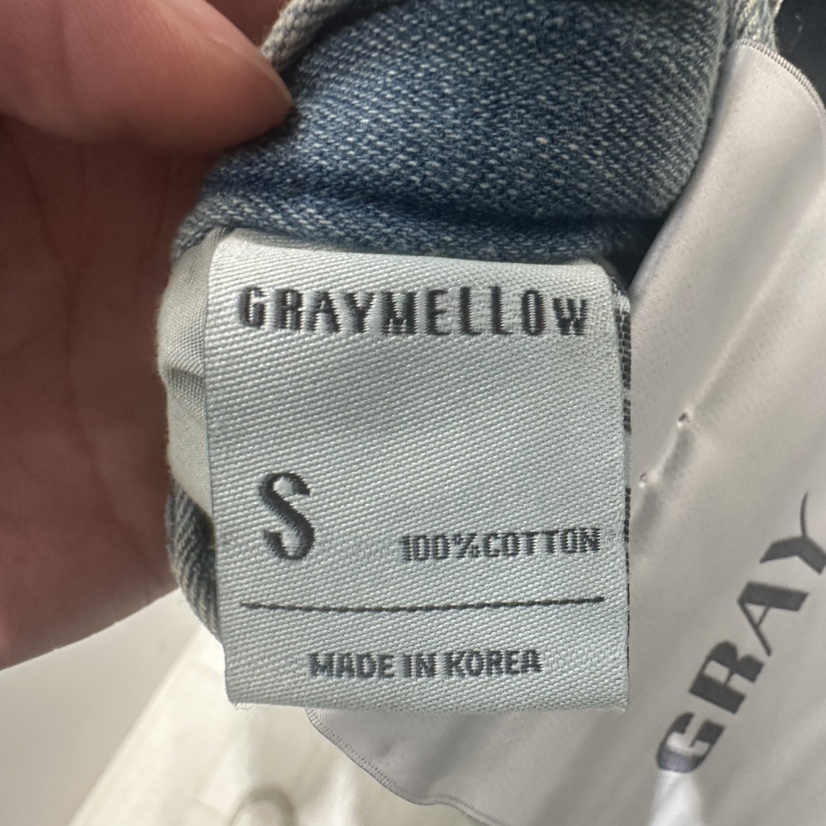 GRAYMELLOW
S
100%COTTON
MADE IN KOREA
GRAY